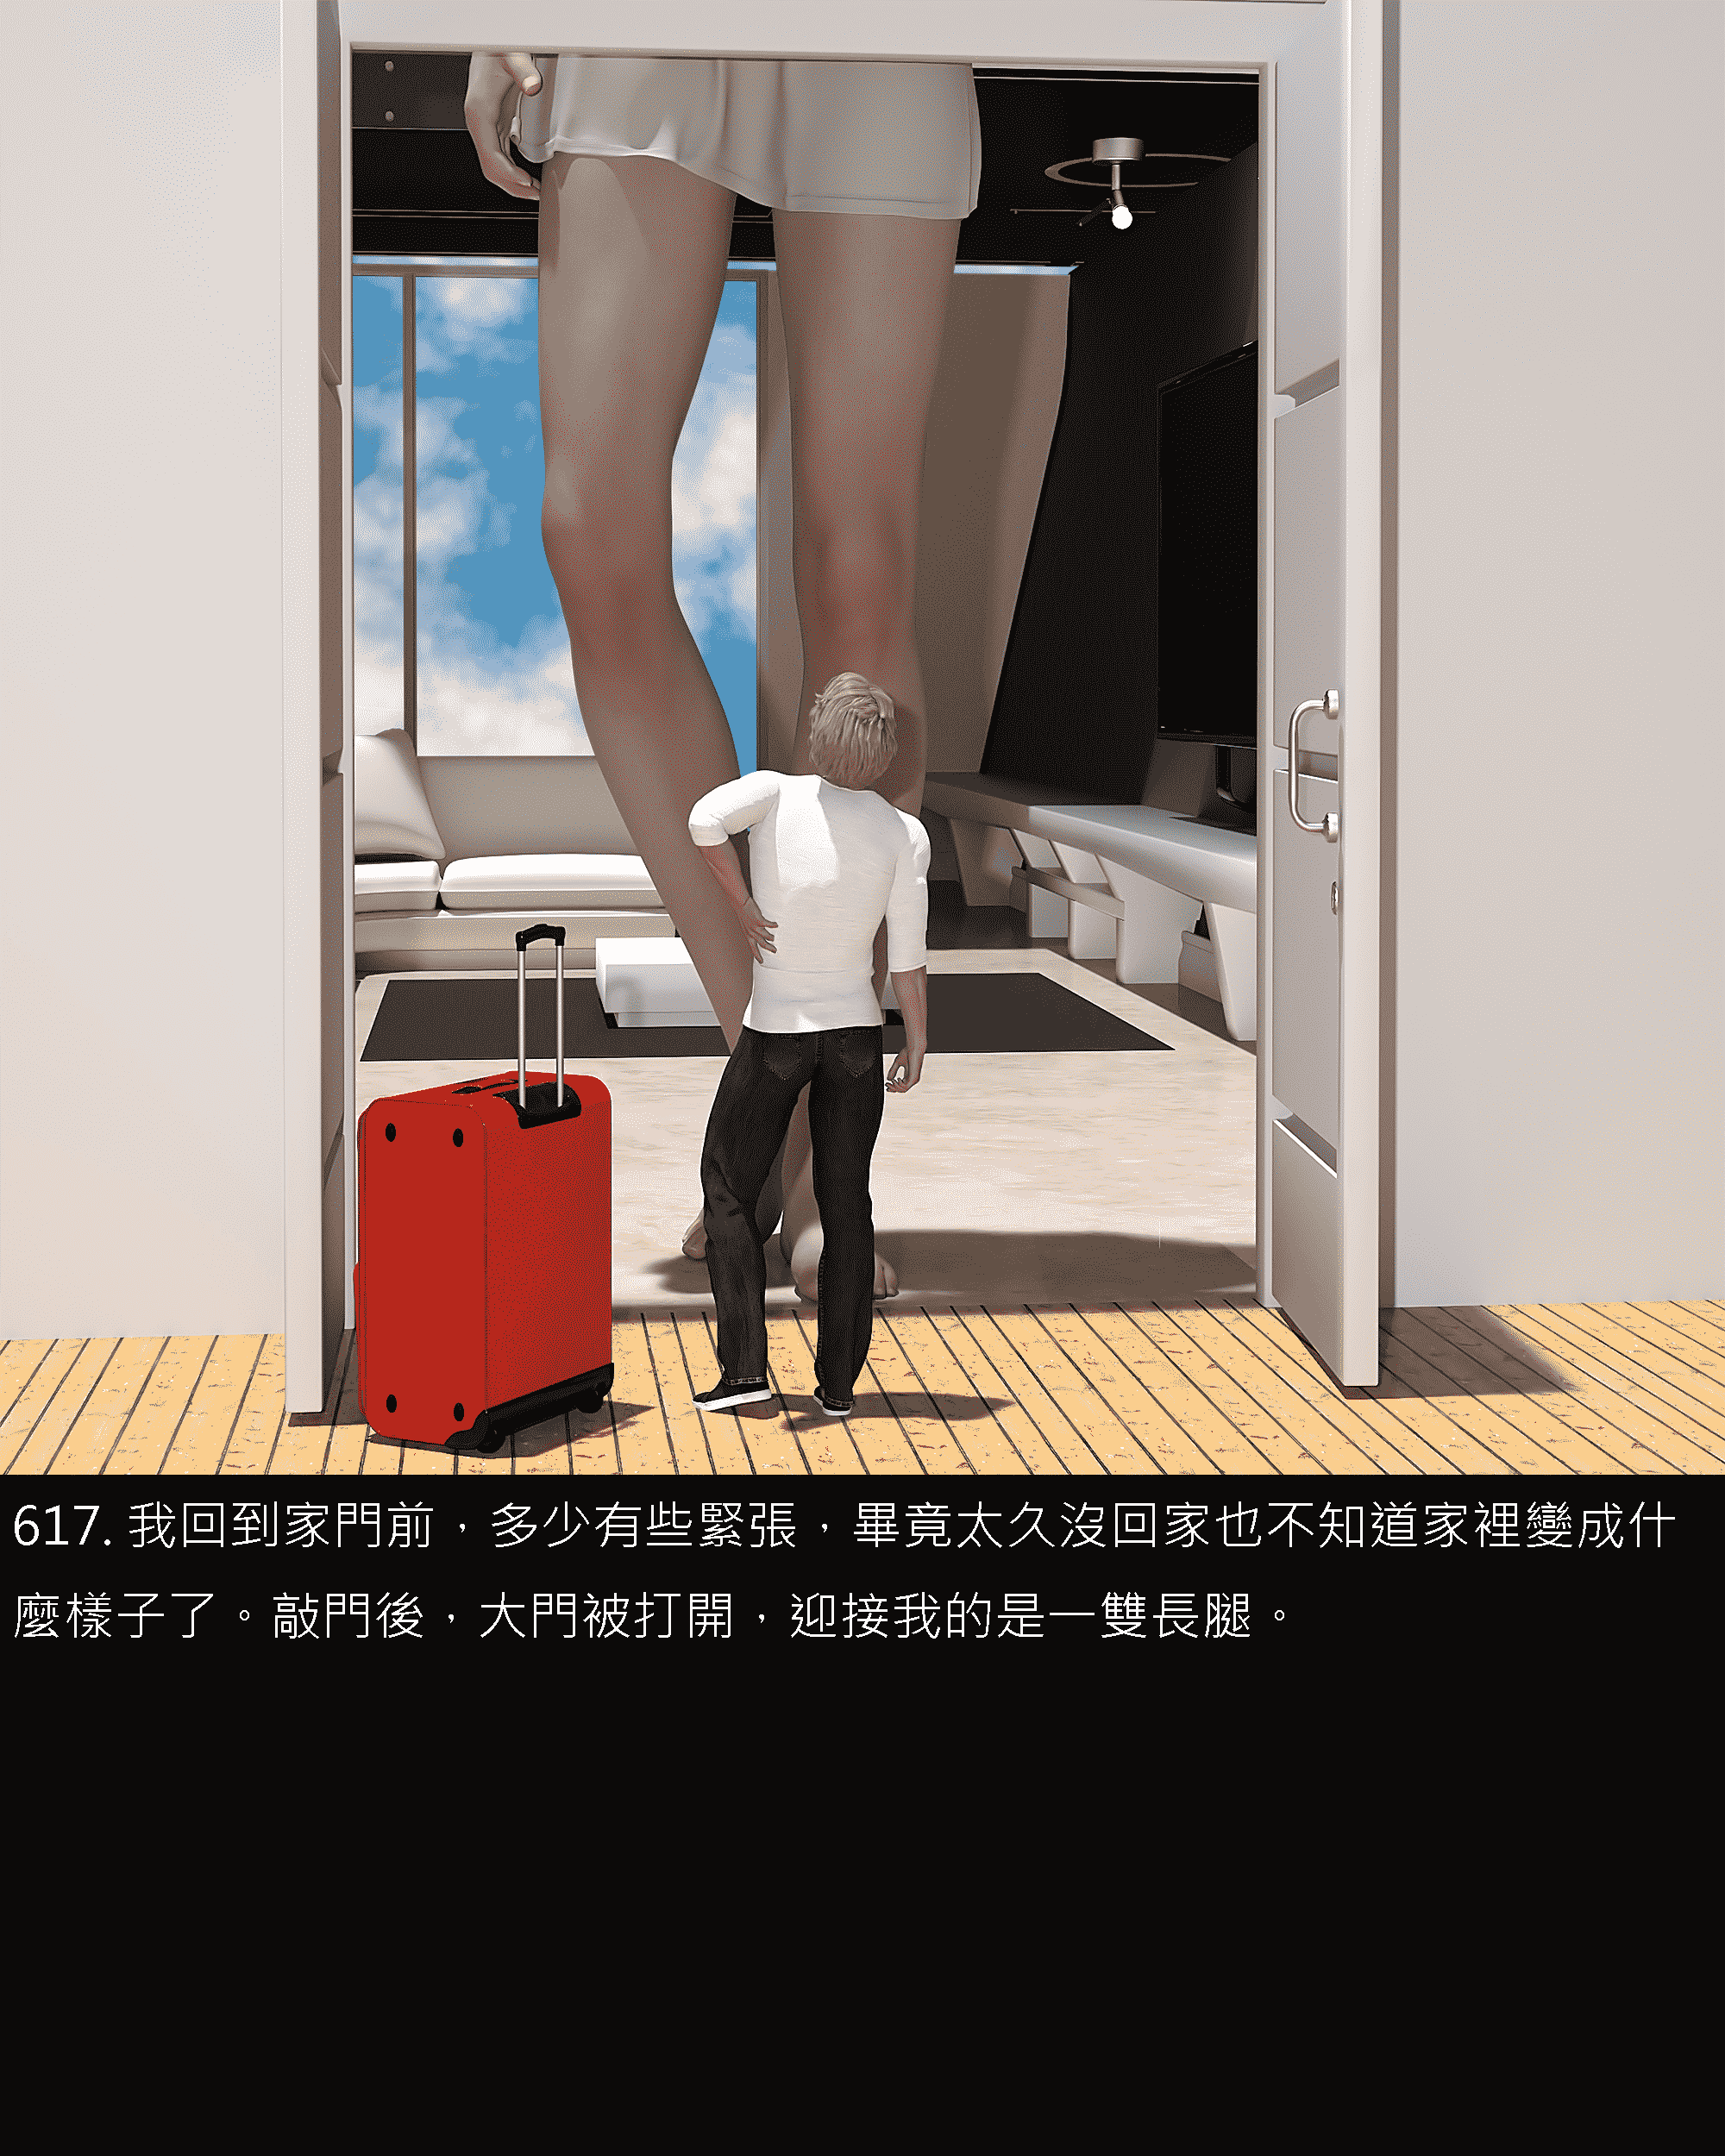 617. 我回到家門前，多少有些緊張，畢竟太久沒回家也不知道家裡變成什
麼樣子了。敲門後，大門被打開，迎接我的是一雙長腿。